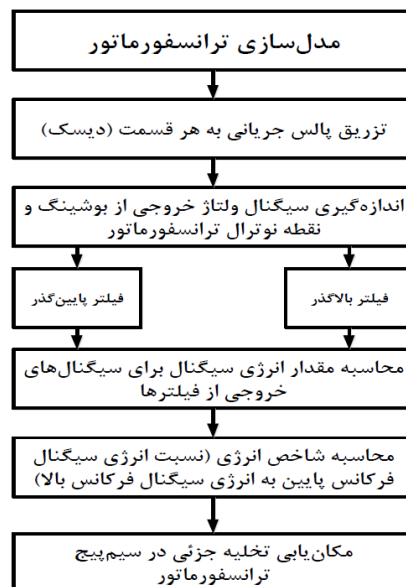 مدل‌سازی ترانسفورماتور
تزریق پالس جریانی به هر قسمت (دیسک)
اندازه‌گیری سیگنال ولتاژ خروجی از بوشینگ و
نقطه نوترال ترانسفورماتور
فیلتر بالاگذر
فیلتر پایین‌گذر
محاسبه مقدار انرژی سیگنال برای سیگنال‌های
خروجی از فیلترها
محاسبه شاخص انرژی (نسبت انرژی سیگنال
فرکانس پایین به انرژی سیگنال فرکانس بالا)
مکان‌یابی تخلیه جزئی در سیم‌پیچ
ترانسفورماتور